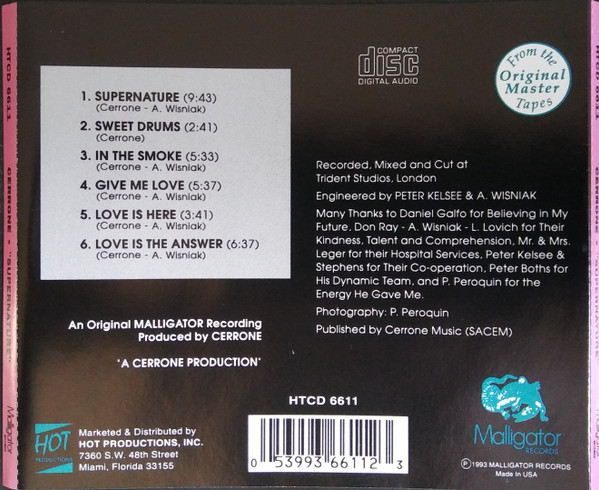 HTCD 6611
CERRONE • "SUPERNATURE"
Malligator
COMPACT
disc
DIGITAL AUDIO
From the
Original
Master
Tapes
1. SUPERNATURE (9:43)
(Cerrone - A. Wisniak)
2. SWEET DRUMS (2:41)
(Cerrone)
3. IN THE SMOKE (5:33)
(Cerrone - A. Wisniak)
4. GIVE ME LOVE (5:37)
(Cerrone - A. Wisniak)
5. LOVE IS HERE (3:41)
(Cerrone - A. Wisniak)
6. LOVE IS THE ANSWER (6:37)
(Cerrone - A. Wisniak)
Recorded, Mixed and Cut at
Trident Studios, London
Engineered by PETER KELSEE & A. WISNIAK
Many Thanks to Daniel Galfo for Believing in My
Future, Don Ray - A. Wisniak - L. Lovich for Their
Kindness, Talent and Comprehension, Mr. & Mrs.
Leger for their Hospital Services, Peter Kelsee &
Stephens for Their Co-operation, Peter Boths for
His Dynamic Team, and P. Peroquin for the
Energy He Gave Me.
Photography: P. Peroquin
Published by Cerrone Music (SACEM)
An Original MALLIGATOR Recording
Produced by CERRONE
"A CERRONE PRODUCTION"
HTCD 6611
HOT
PRODUCTIONS
Marketed & Distributed by
HOT PRODUCTIONS, INC.
7360 S.W. 48th Street
Miami, Florida 33155
0 53993 66112 3
Malligator
RECORDS
Ⓟ 1993 MALLIGATOR RECORDS
Made in USA
HTCD 6611
CERRONE • "SUPERNATURE"
Malligator